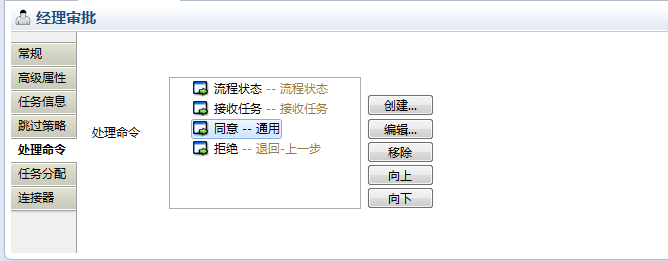 经理审批
常规
高级属性
任务信息
跳过策略
处理命令
任务分配
连接器
处理命令
流程状态 -- 流程状态
接收任务 -- 接收任务
同意 -- 通用
拒绝 -- 退回-上一步
创建...
编辑...
移除
向上
向下